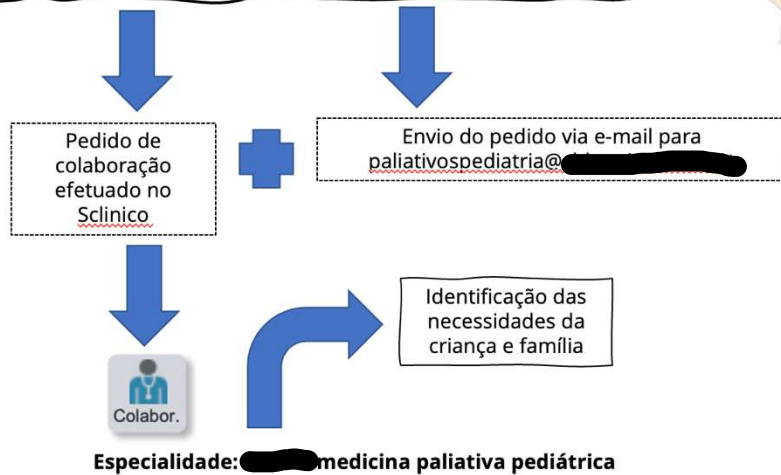 Pedido de
colaboração
efetuado no
Sclinico
Envio do pedido via e-mail para
paliativospediatria@
Identificação das
necessidades da
criança e família
Colabor.
Especialidade: medicina paliativa pediátrica